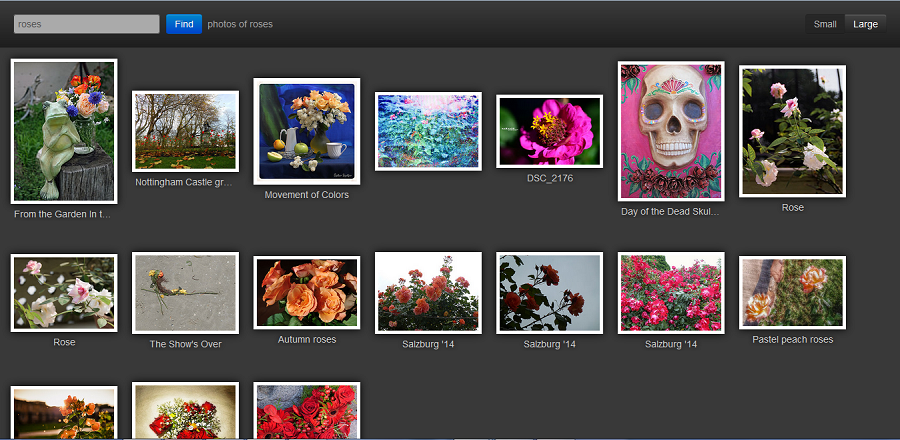 roses
Find
photos of roses
Small
Large
From the Garden In t...
Nottingham Castle gr...
Movement of Colors
DSC_2176
Day of the Dead Skul...
Rose
Rose
The Show's Over
Autumn roses
Salzburg '14
Salzburg '14
Salzburg '14
Pastel peach roses